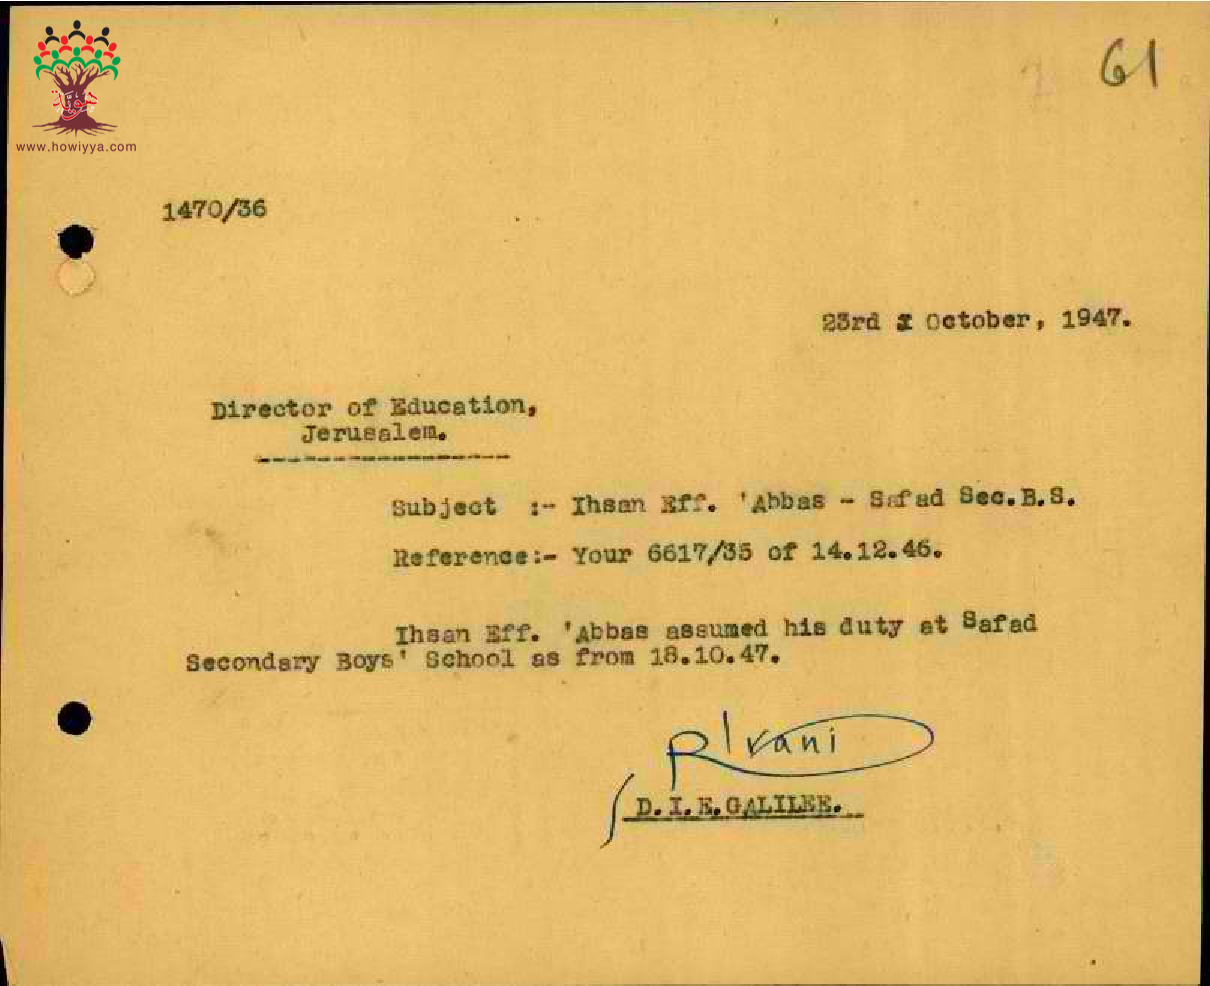 61
هوية
www.howiyya.com
1470/36
23rd October, 1947.
Director of Education,
Jerusalem.
Subject :- Ihsan Eff. 'Abbas - Safad Sec.B.S.
Reference:- Your 6617/35 of 14.12.46.
Ihsan Eff. 'Abbas assumed his duty at Safad
Secondary Boys' School as from 18.10.47.
R Irani
D.I.E.GALILEE.